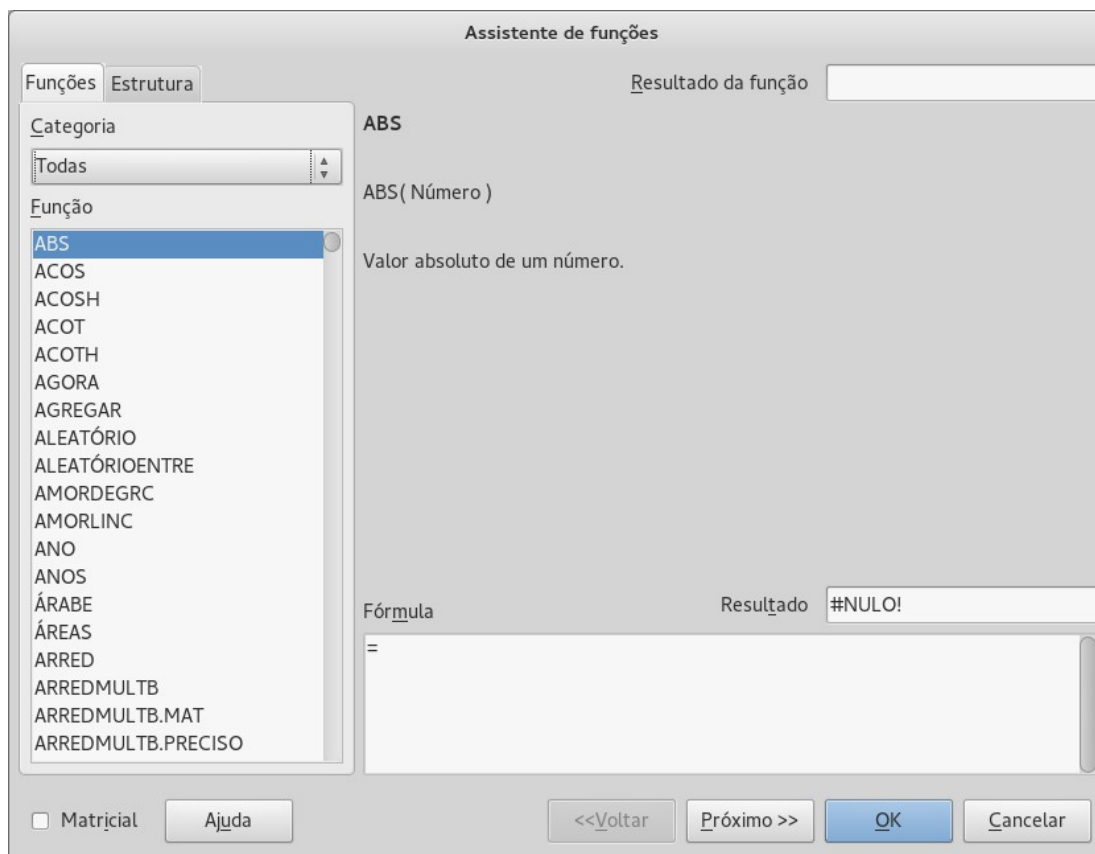 Assistente de funções
Funções Estrutura
Resultado da função
Categoria
Todas
Função
ABS
ACOS
ACOSH
ACOT
ACOTH
AGORA
AGREGAR
ALEATÓRIO
ALEATÓRIOENTRE
AMORDEGRC
AMORLINC
ANO
ANOS
ÁRABE
ÁREAS
ARRED
ARREDMULTB
ARREDMULTB.MAT
ARREDMULTB.PRECISO
ABS
ABS( Número )
Valor absoluto de um número.
Fórmula
Resultado #NULO!
=
Matricial
Ajuda
<<Voltar
Próximo >>
OK
Cancelar